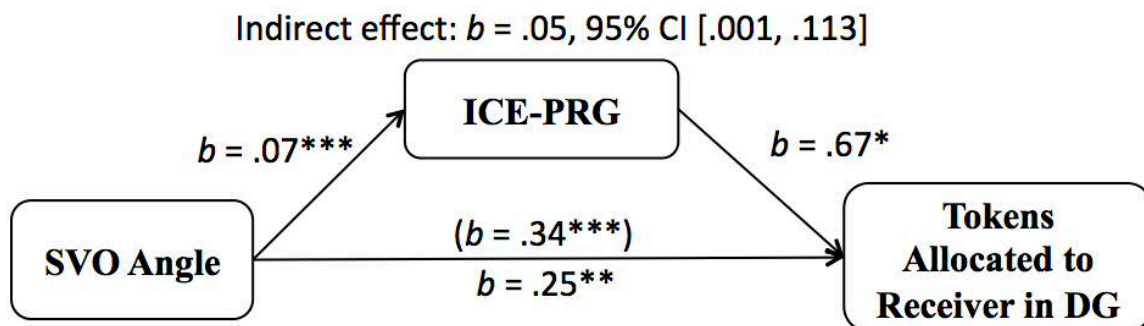 Indirect effect: b = .05, 95% CI [.001, .113]
ICE-PRG
b = .07***
b = .67*
SVO Angle
(b = .34***)
b = .25**
Tokens
Allocated to
Receiver in DG